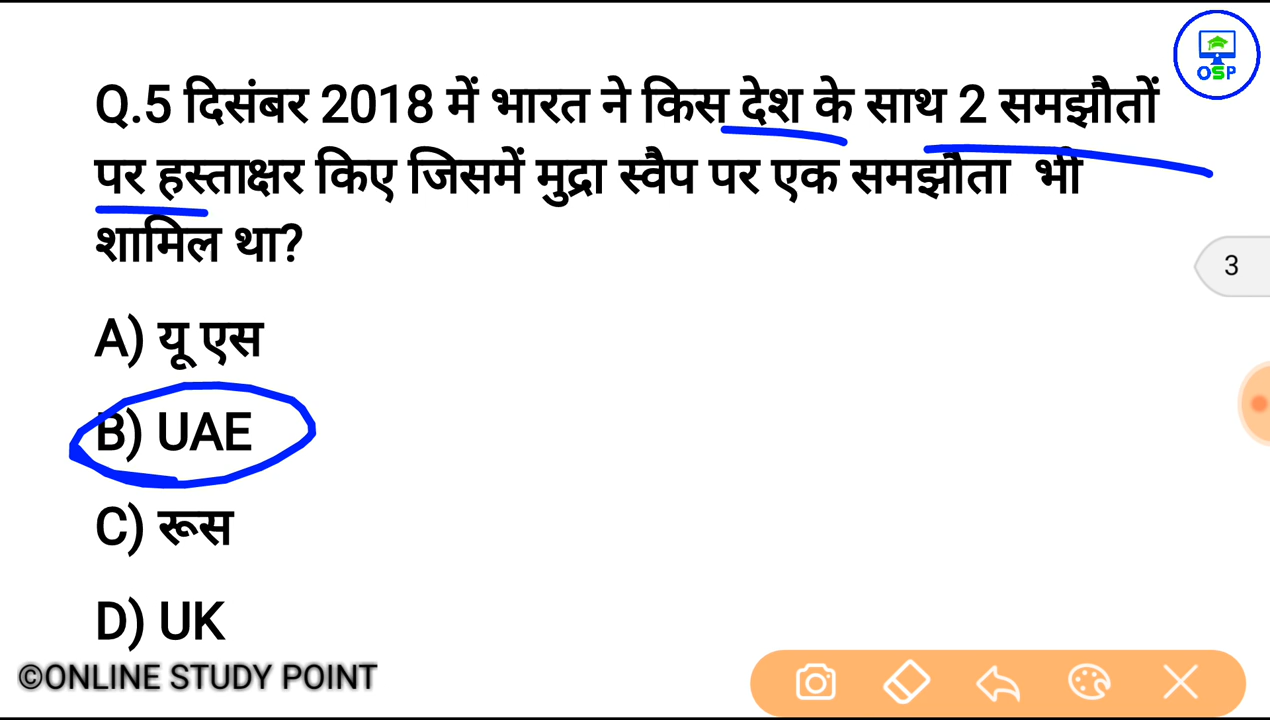 OSP
Q.5 दिसंबर 2018 में भारत ने किस देश के साथ 2 समझौतों
पर हस्ताक्षर किए जिसमें मुद्रा स्वैप पर एक समझौता भी
शामिल था?
3
A) यू एस
B) UAE
C) रूस
D) UK
©ONLINE STUDY POINT